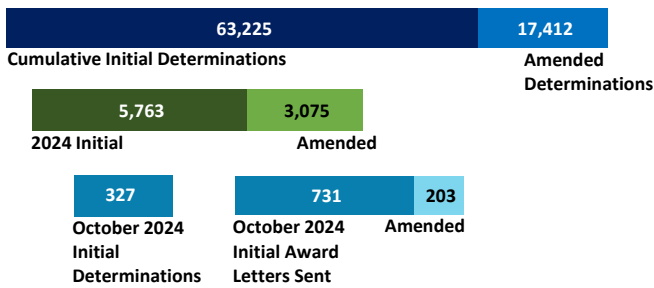 63,225 17,412
Cumulative Initial Determinations Amended
Determinations
5,763 3,075
2024 Initial Amended
327 731 203
October 2024 October 2024 Amended
Initial Initial Award
Determinations Letters Sent